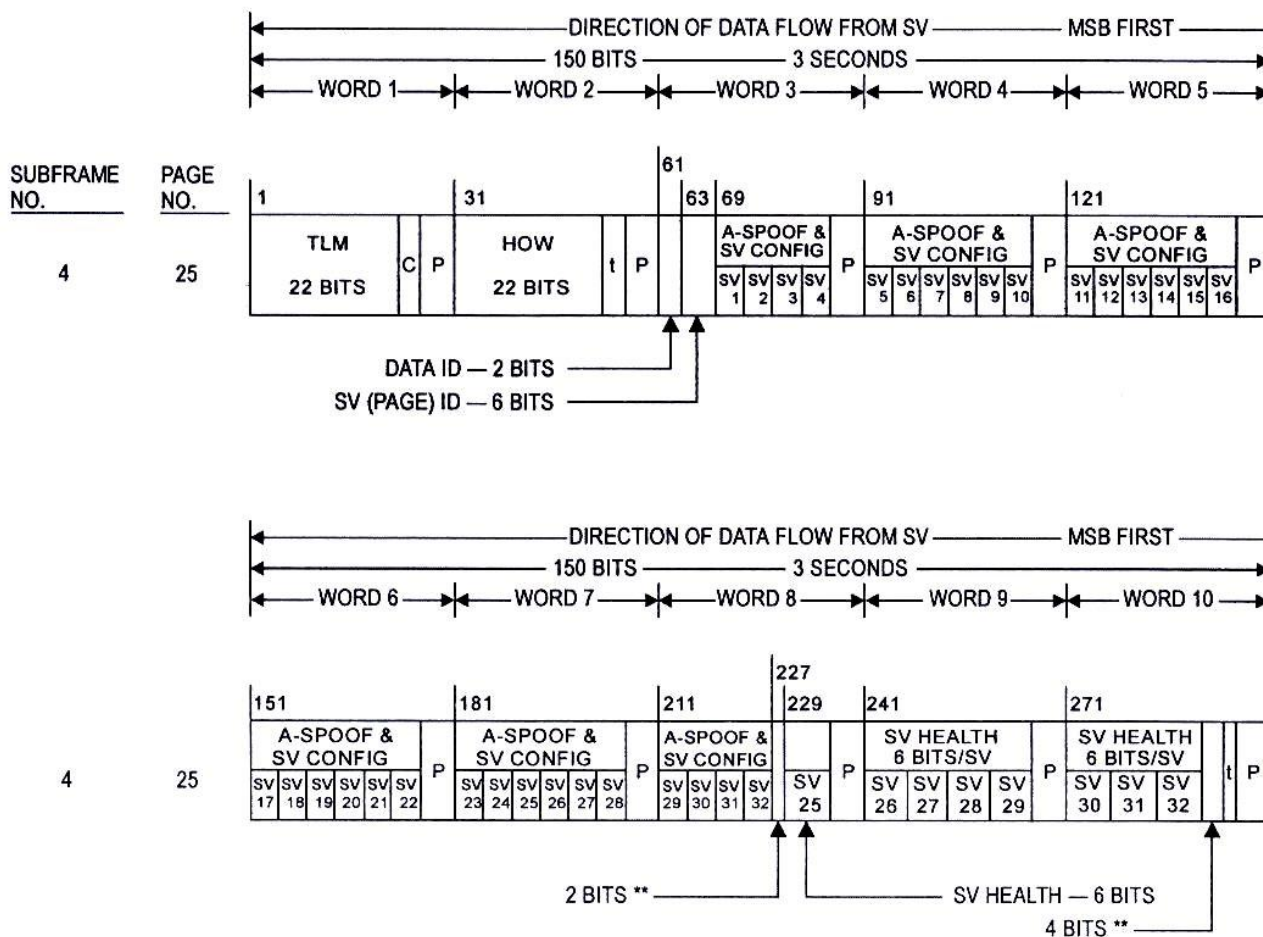 DIRECTION OF DATA FLOW FROM SV MSB FIRST
150 BITS 3 SECONDS
WORD 1 WORD 2 WORD 3 WORD 4 WORD 5
SUBFRAME NO. PAGE NO.
61
1 31 63 69 91 121
4 25
TLM 22 BITS C P
HOW 22 BITS t P
A-SPOOF & SV CONFIG
SV 1 SV 2 SV 3 SV 4 P
A-SPOOF & SV CONFIG
SV 5 SV 6 SV 7 SV 8 SV 9 SV 10 P
A-SPOOF & SV CONFIG
SV 11 SV 12 SV 13 SV 14 SV 15 SV 16 P
DATA ID — 2 BITS
SV (PAGE) ID — 6 BITS
DIRECTION OF DATA FLOW FROM SV MSB FIRST
150 BITS 3 SECONDS
WORD 6 WORD 7 WORD 8 WORD 9 WORD 10
227
151 181 211 229 241 271
4 25
A-SPOOF & SV CONFIG
SV 17 SV 18 SV 19 SV 20 SV 21 SV 22 P
A-SPOOF & SV CONFIG
SV 23 SV 24 SV 25 SV 26 SV 27 SV 28 P
A-SPOOF & SV CONFIG
SV 29 SV 30 SV 31 SV 32
SV 25 P
SV HEALTH 6 BITS/SV
SV 26 SV 27 SV 28 SV 29 P
SV HEALTH 6 BITS/SV
SV 30 SV 31 SV 32 t P
2 BITS ** SV HEALTH — 6 BITS
4 BITS **